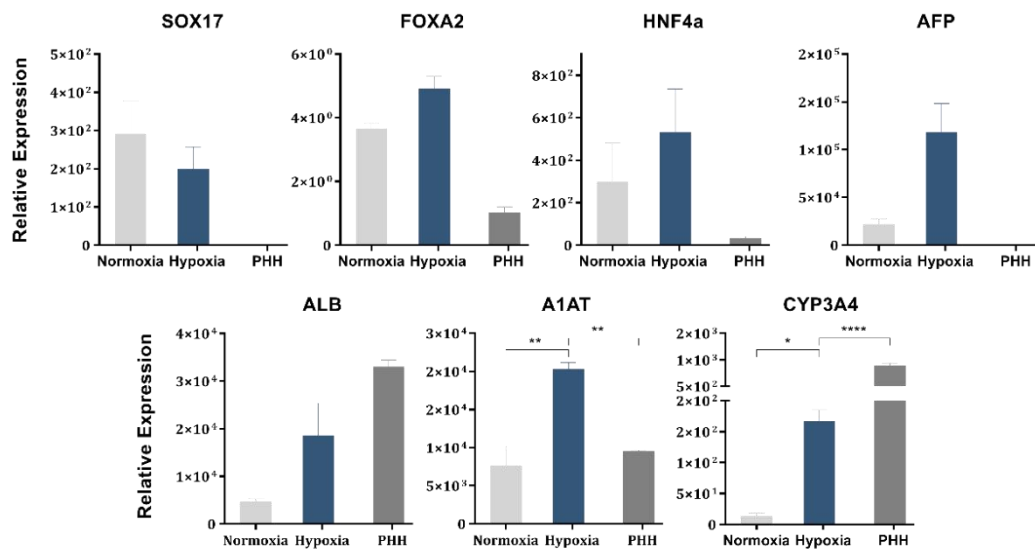 SOX17 FOXA2 HNF4a AFP
Relative Expression
5×10² 6×10⁰ 8×10² 2×10⁵
4×10² 4×10⁰ 6×10² 2×10⁵
3×10² 2×10⁰ 4×10² 1×10⁵
2×10² 0 2×10² 5×10⁴
1×10² 0 0
0
Normoxia Hypoxia PHH Normoxia Hypoxia PHH Normoxia Hypoxia PHH Normoxia Hypoxia PHH
ALB A1AT CYP3A4
Relative Expression
4×10⁴ 3×10⁴ 2×10³
3×10⁴ 2×10⁴ 1×10³
2×10⁴ 2×10⁴ 5×10²
1×10⁴ 1×10⁴ 2×10²
0 5×10³ 2×10²
0 1×10²
5×10¹
0
** ** * ****
Normoxia Hypoxia PHH Normoxia Hypoxia PHH Normoxia Hypoxia PHH